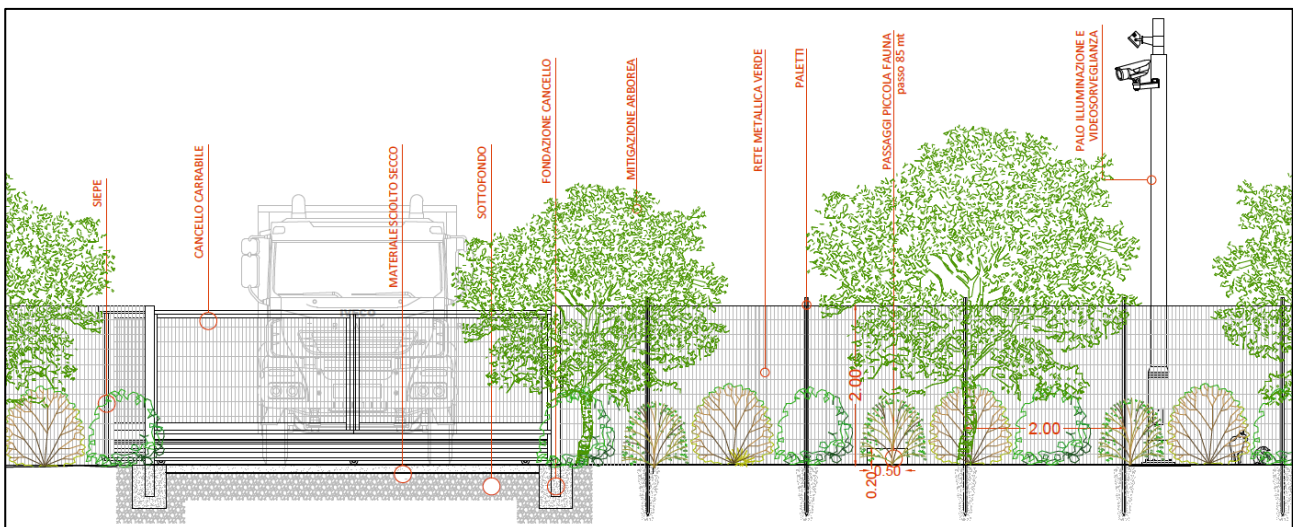 SIEPE
CANCELLO CARRABILE
MATERIALE SCIOLTO SECCO
SOTTOFONDO
FONDAZIONE CANCELLO
MITIGAZIONE ARBOREA
RETE METALLICA VERDE
PALETTI
PASSAGGI PICCOLA FAUNA
passo 85 mt
PALO ILLUMINAZIONE E
VIDEOSORVEGLIANZA
IVECO
2.00
2.00
0.20
0.50